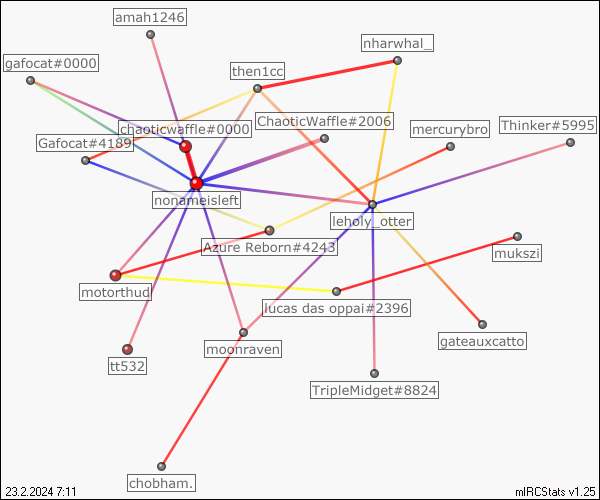 amah1246
nharwhal_
gafocat#0000
then1cc
ChaoticWaffle#2006
chaoticwaffle#0000
mercurybro
Thinker#5995
Gafocat#4189
nonameisleft
leholy_otter
Azure Reborn#4243
mukszi
motorthud
lucas das oppai#2396
moonraven
gateauxcatto
tt532
TripleMidget#8824
chobham.
23.2.2024 7:11
mIRCStats v1.25